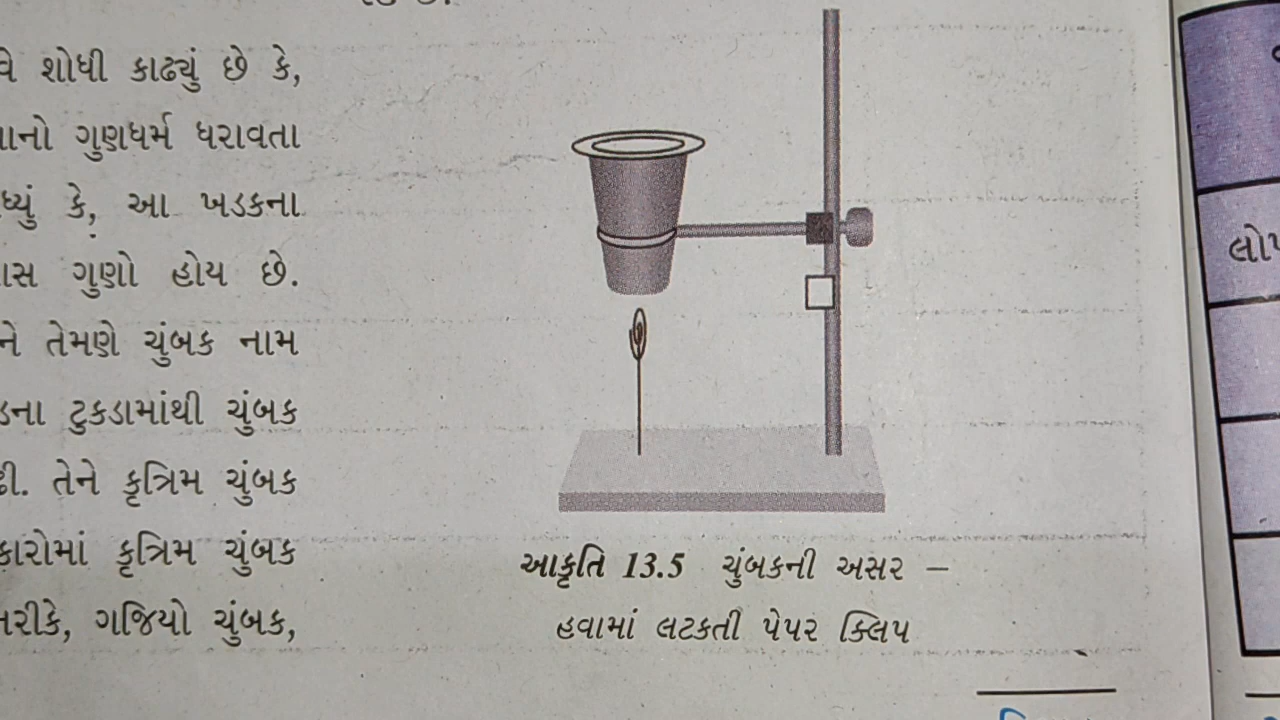 શોધી કાઢ્યું છે કે,
ગુણધર્મ ધરાવતા
કે, આ ખડકના
ગુણો હોય છે.
તેમણે ચુંબક નામ
ટુકડામાંથી ચુંબક
તેને કૃત્રિમ ચુંબક
કૃત્રિમ ચુંબક
ગજિયો ચુંબક,
આકૃતિ 13.5 ચુંબકની અસર –
હવામાં લટકતી પેપર ક્લિપ